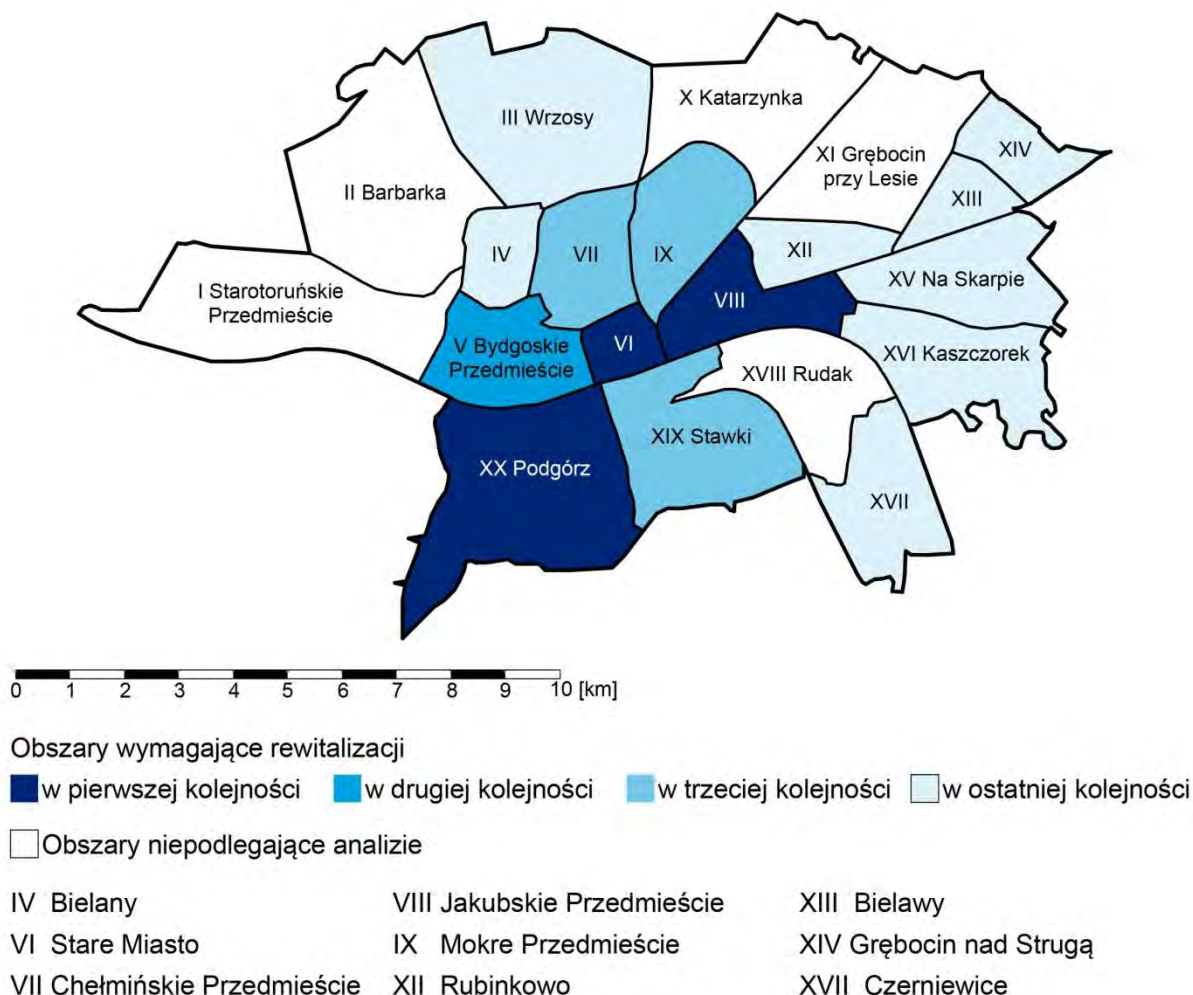 X Katarzynka
III Wrzosy
XI Grębocin
przy Lesie
XIV
II Barbarka
XIII
IV
VII
IX
XII
XV Na Skarpie
I Starotoruńskie
Przedmieście
VIII
V Bydgoskie
Przedmieście
VI
XVI Kaszczorek
XVIII Rudak
XIX Stawki
XX Podgórz
XVII
0 1 2 3 4 5 6 7 8 9 10 [km]
Obszary wymagające rewitalizacji
w pierwszej kolejności w drugiej kolejności w trzeciej kolejności w ostatniej kolejności
Obszary niepodlegające analizie
IV Bielany VIII Jakubskie Przedmieście XIII Bielawy
VI Stare Miasto IX Mokre Przedmieście XIV Grębocin nad Strugą
VII Chełmińskie Przedmieście XII Rubinkowo XVII Czerniewice